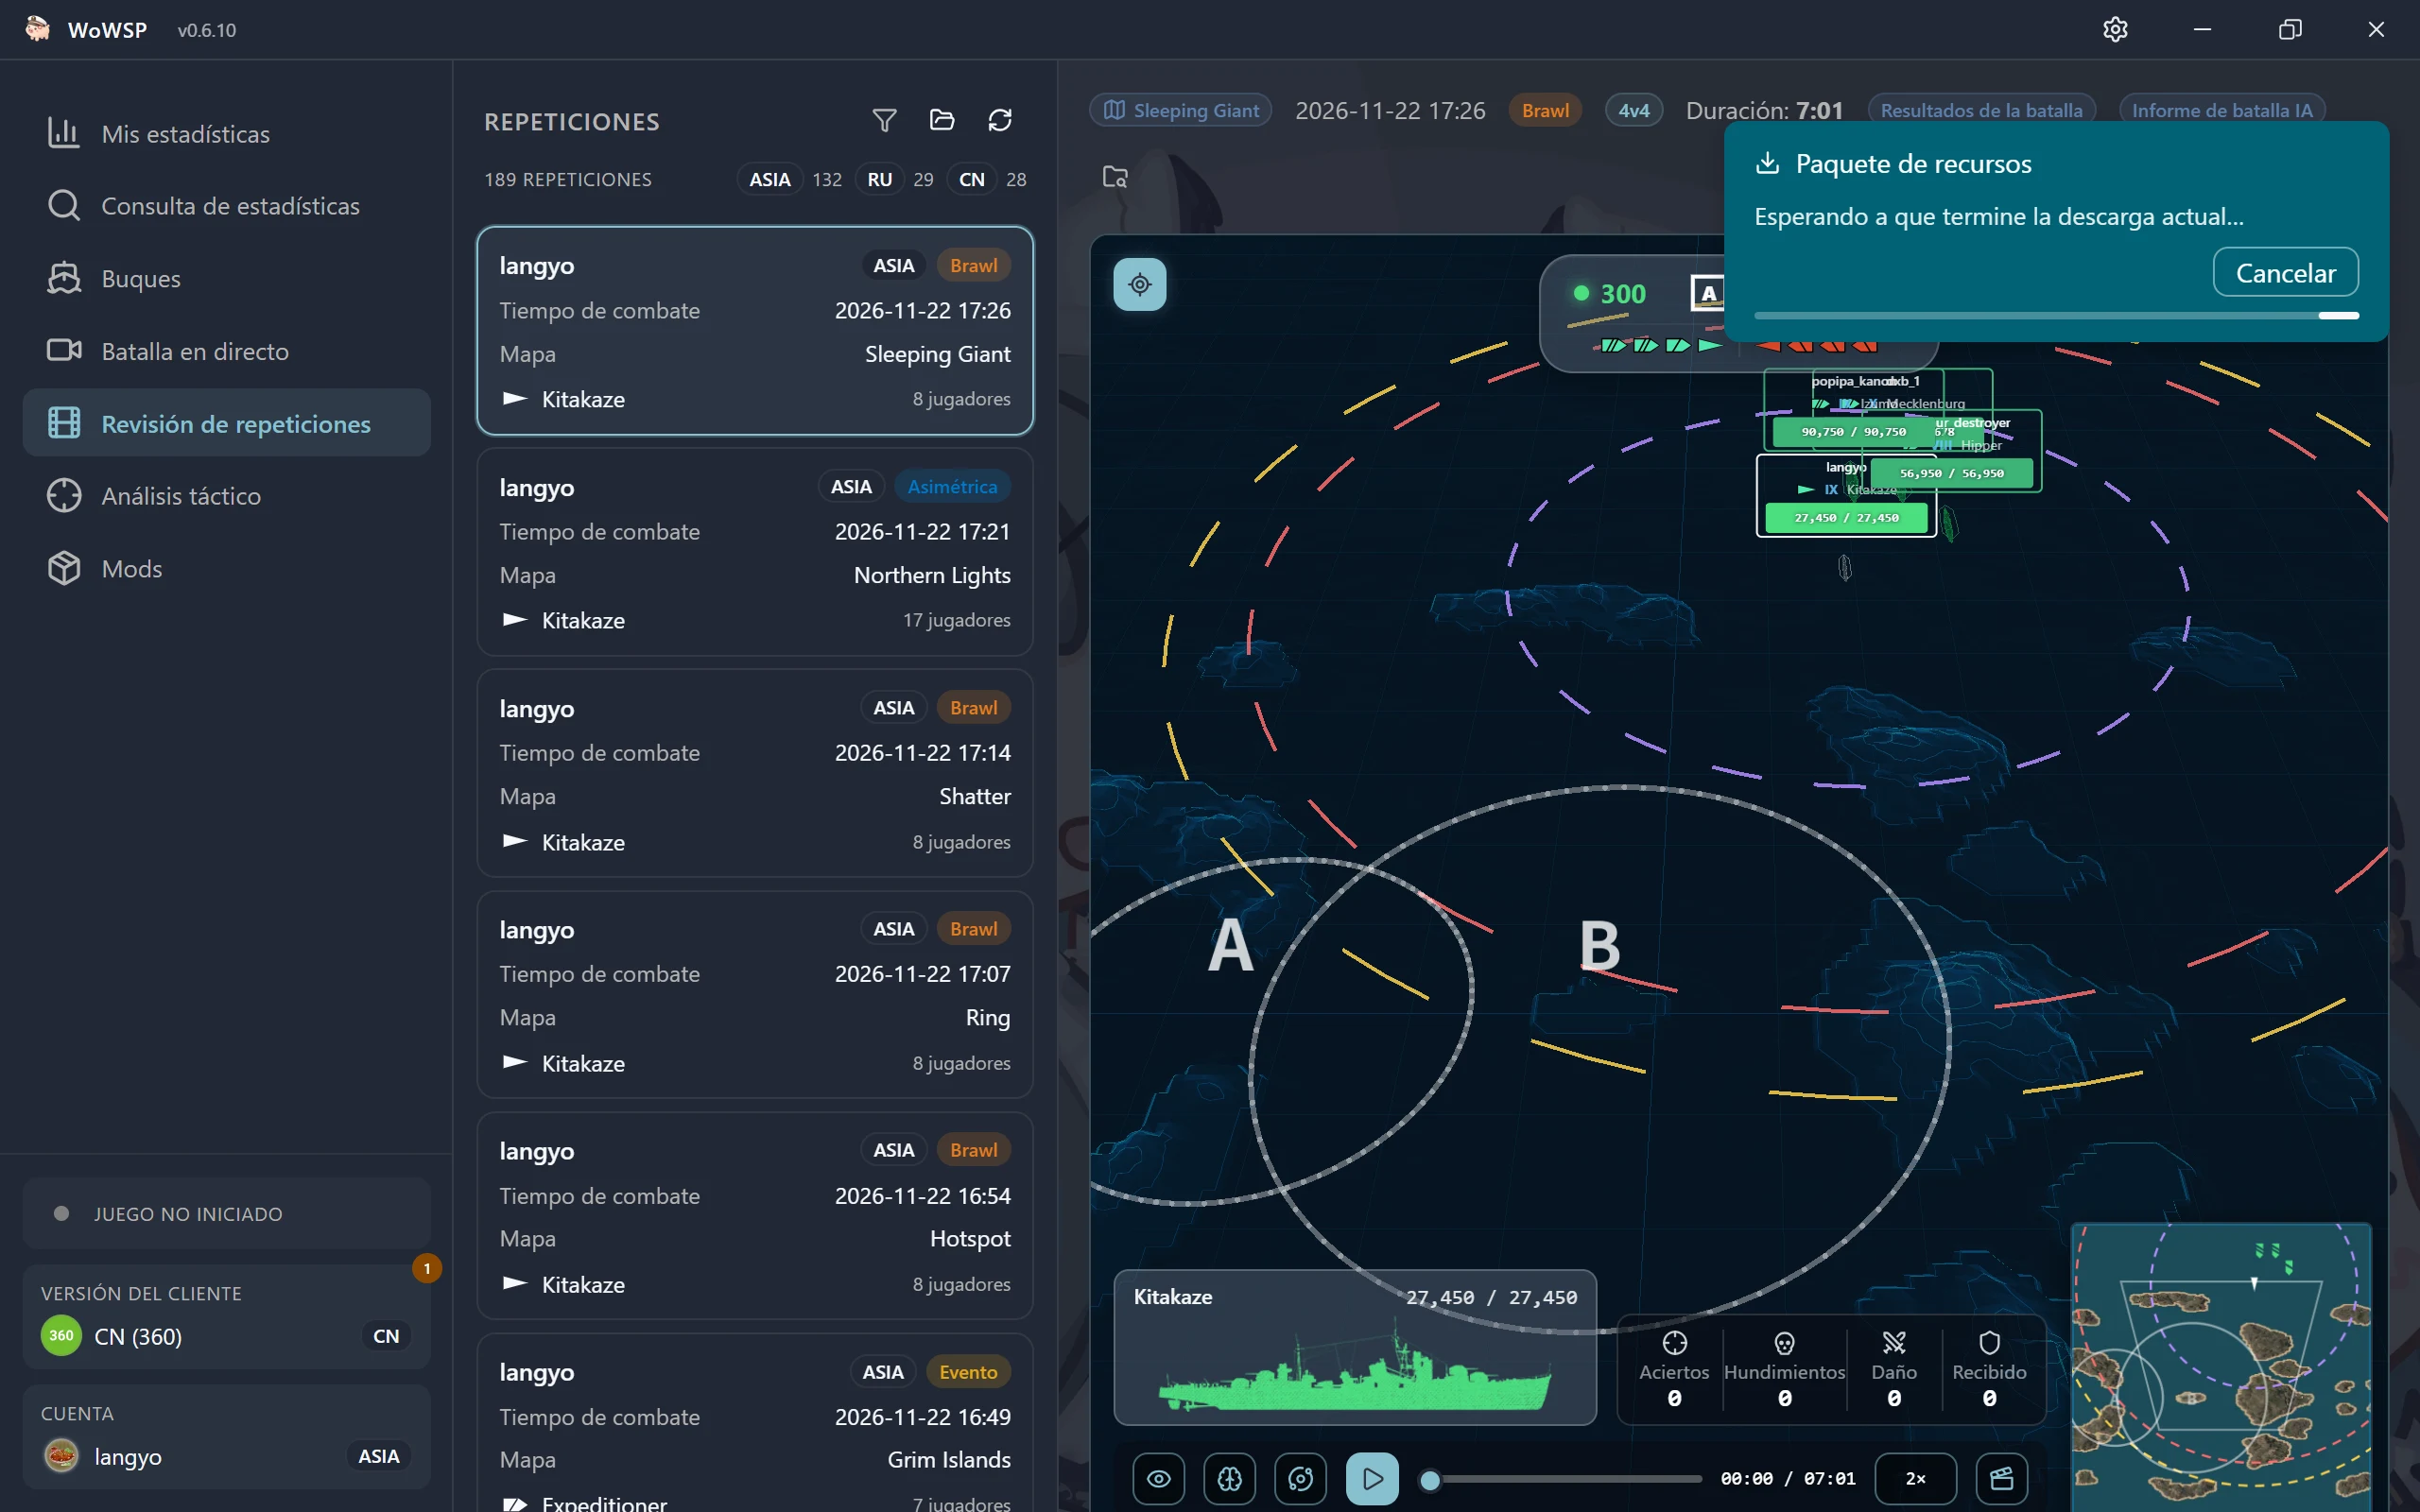 WoWSP v0.6.10
Mis estadísticas
Consulta de estadísticas
Buques
Batalla en directo
Revisión de repeticiones
Análisis táctico
Mods
JUEGO NO INICIADO
1
VERSIÓN DEL CLIENTE
360 CN (360) CN
CUENTA
langyo ASIA
REPETICIONES
189 REPETICIONES ASIA 132 RU 29 CN 28
langyo ASIA Brawl
Tiempo de combate 2026-11-22 17:26
Mapa Sleeping Giant
Kitakaze 8 jugadores
langyo ASIA Asimétrica
Tiempo de combate 2026-11-22 17:21
Mapa Northern Lights
Kitakaze 17 jugadores
langyo ASIA Brawl
Tiempo de combate 2026-11-22 17:14
Mapa Shatter
Kitakaze 8 jugadores
langyo ASIA Brawl
Tiempo de combate 2026-11-22 17:07
Mapa Ring
Kitakaze 8 jugadores
langyo ASIA Brawl
Tiempo de combate 2026-11-22 16:54
Mapa Hotspot
Kitakaze 8 jugadores
langyo ASIA Evento
Tiempo de combate 2026-11-22 16:49
Mapa Grim Islands
Expeditioner 7 jugadores
Sleeping Giant 2026-11-22 17:26 Brawl 4v4 Duración: 7:01 Resultados de la batalla Informe de batalla IA
Paquete de recursos
Esperando a que termine la descarga actual...
Cancelar
300 A
90,750 / 90,750
destroyer
VIII Hipper
56,950 / 56,950
langyo
IX Kitakaze
27,450 / 27,450
A
B
Kitakaze 27,450 / 27,450
Aciertos Hundimientos Daño Recibido
0 0 0 0
00:00 / 07:01 2×